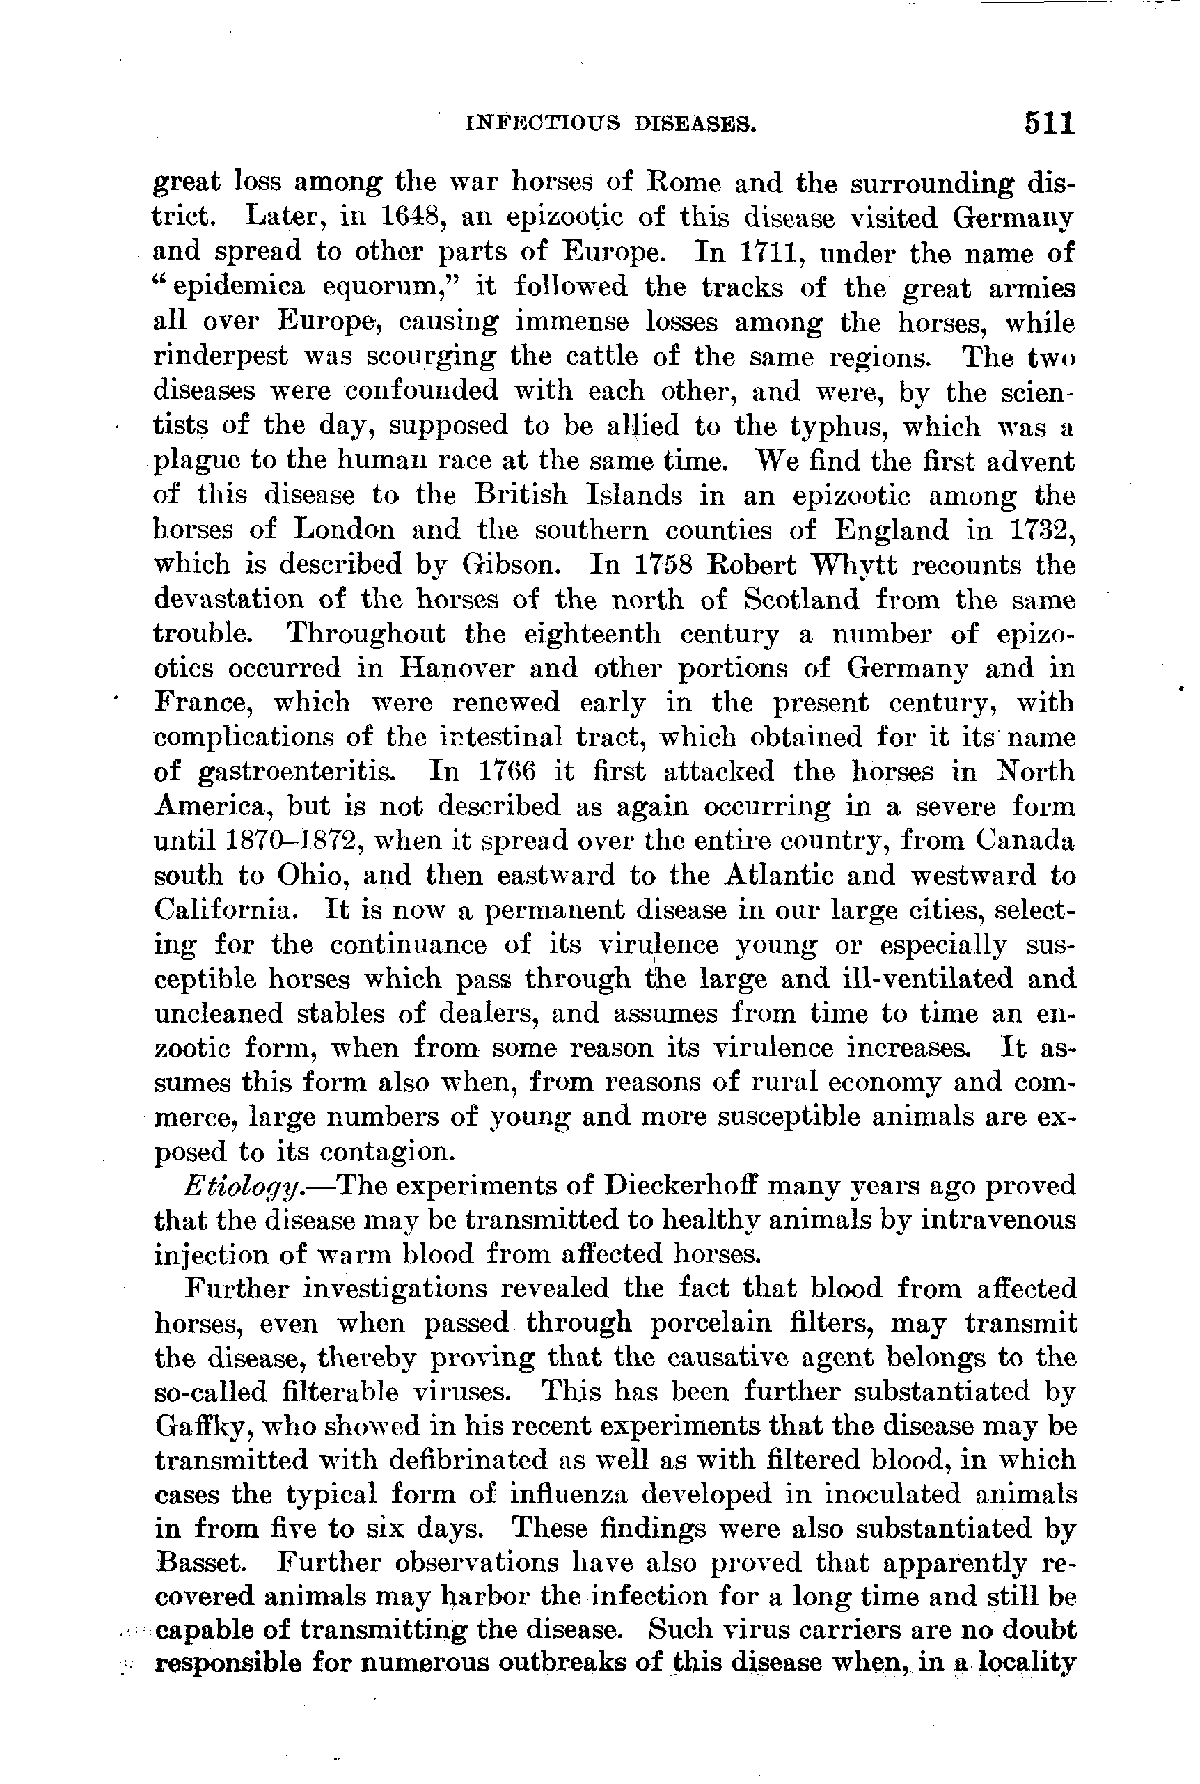 INFECTIOUS DISEASES. 511
great loss among the war horses of Rome and the surrounding dis-
trict. Later, in 1648, an epizootic of this disease visited Germany
and spread to other parts of Europe. In 1711, under the name of
“epidemica equorum,” it followed the tracks of the great armies
all over Europe, causing immense losses among the horses, while
rinderpest was scourging the cattle of the same regions. The two
diseases were confounded with each other, and were, by the scien-
tists of the day, supposed to be allied to the typhus, which was a
plague to the human race at the same time. We find the first advent
of this disease to the British Islands in an epizootic among the
horses of London and the southern counties of England in 1732,
which is described by Gibson. In 1758 Robert Whytt recounts the
devastation of the horses of the north of Scotland from the same
trouble. Throughout the eighteenth century a number of epizo-
otics occurred in Hanover and other portions of Germany and in
France, which were renewed early in the present century, with
complications of the intestinal tract, which obtained for it its name
of gastroenteritis. In 1766 it first attacked the horses in North
America, but is not described as again occurring in a severe form
until 1870–1872, when it spread over the entire country, from Canada
south to Ohio, and then eastward to the Atlantic and westward to
California. It is now a permanent disease in our large cities, select-
ing for the continuance of its virulence young or especially sus-
ceptible horses which pass through the large and ill-ventilated and
uncleaned stables of dealers, and assumes from time to time an en-
zootic form, when from some reason its virulence increases. It as-
sumes this form also when, from reasons of rural economy and com-
merce, large numbers of young and more susceptible animals are ex-
posed to its contagion.
Etiology.—The experiments of Dieckerhoff many years ago proved
that the disease may be transmitted to healthy animals by intravenous
injection of warm blood from affected horses.
Further investigations revealed the fact that blood from affected
horses, even when passed through porcelain filters, may transmit
the disease, thereby proving that the causative agent belongs to the
so-called filterable viruses. This has been further substantiated by
Gaffky, who showed in his recent experiments that the disease may be
transmitted with defibrinated as well as with filtered blood, in which
cases the typical form of influenza developed in inoculated animals
in from five to six days. These findings were also substantiated by
Basset. Further observations have also proved that apparently re-
covered animals may harbor the infection for a long time and still be
capable of transmitting the disease. Such virus carriers are no doubt
responsible for numerous outbreaks of this disease when, in a locality